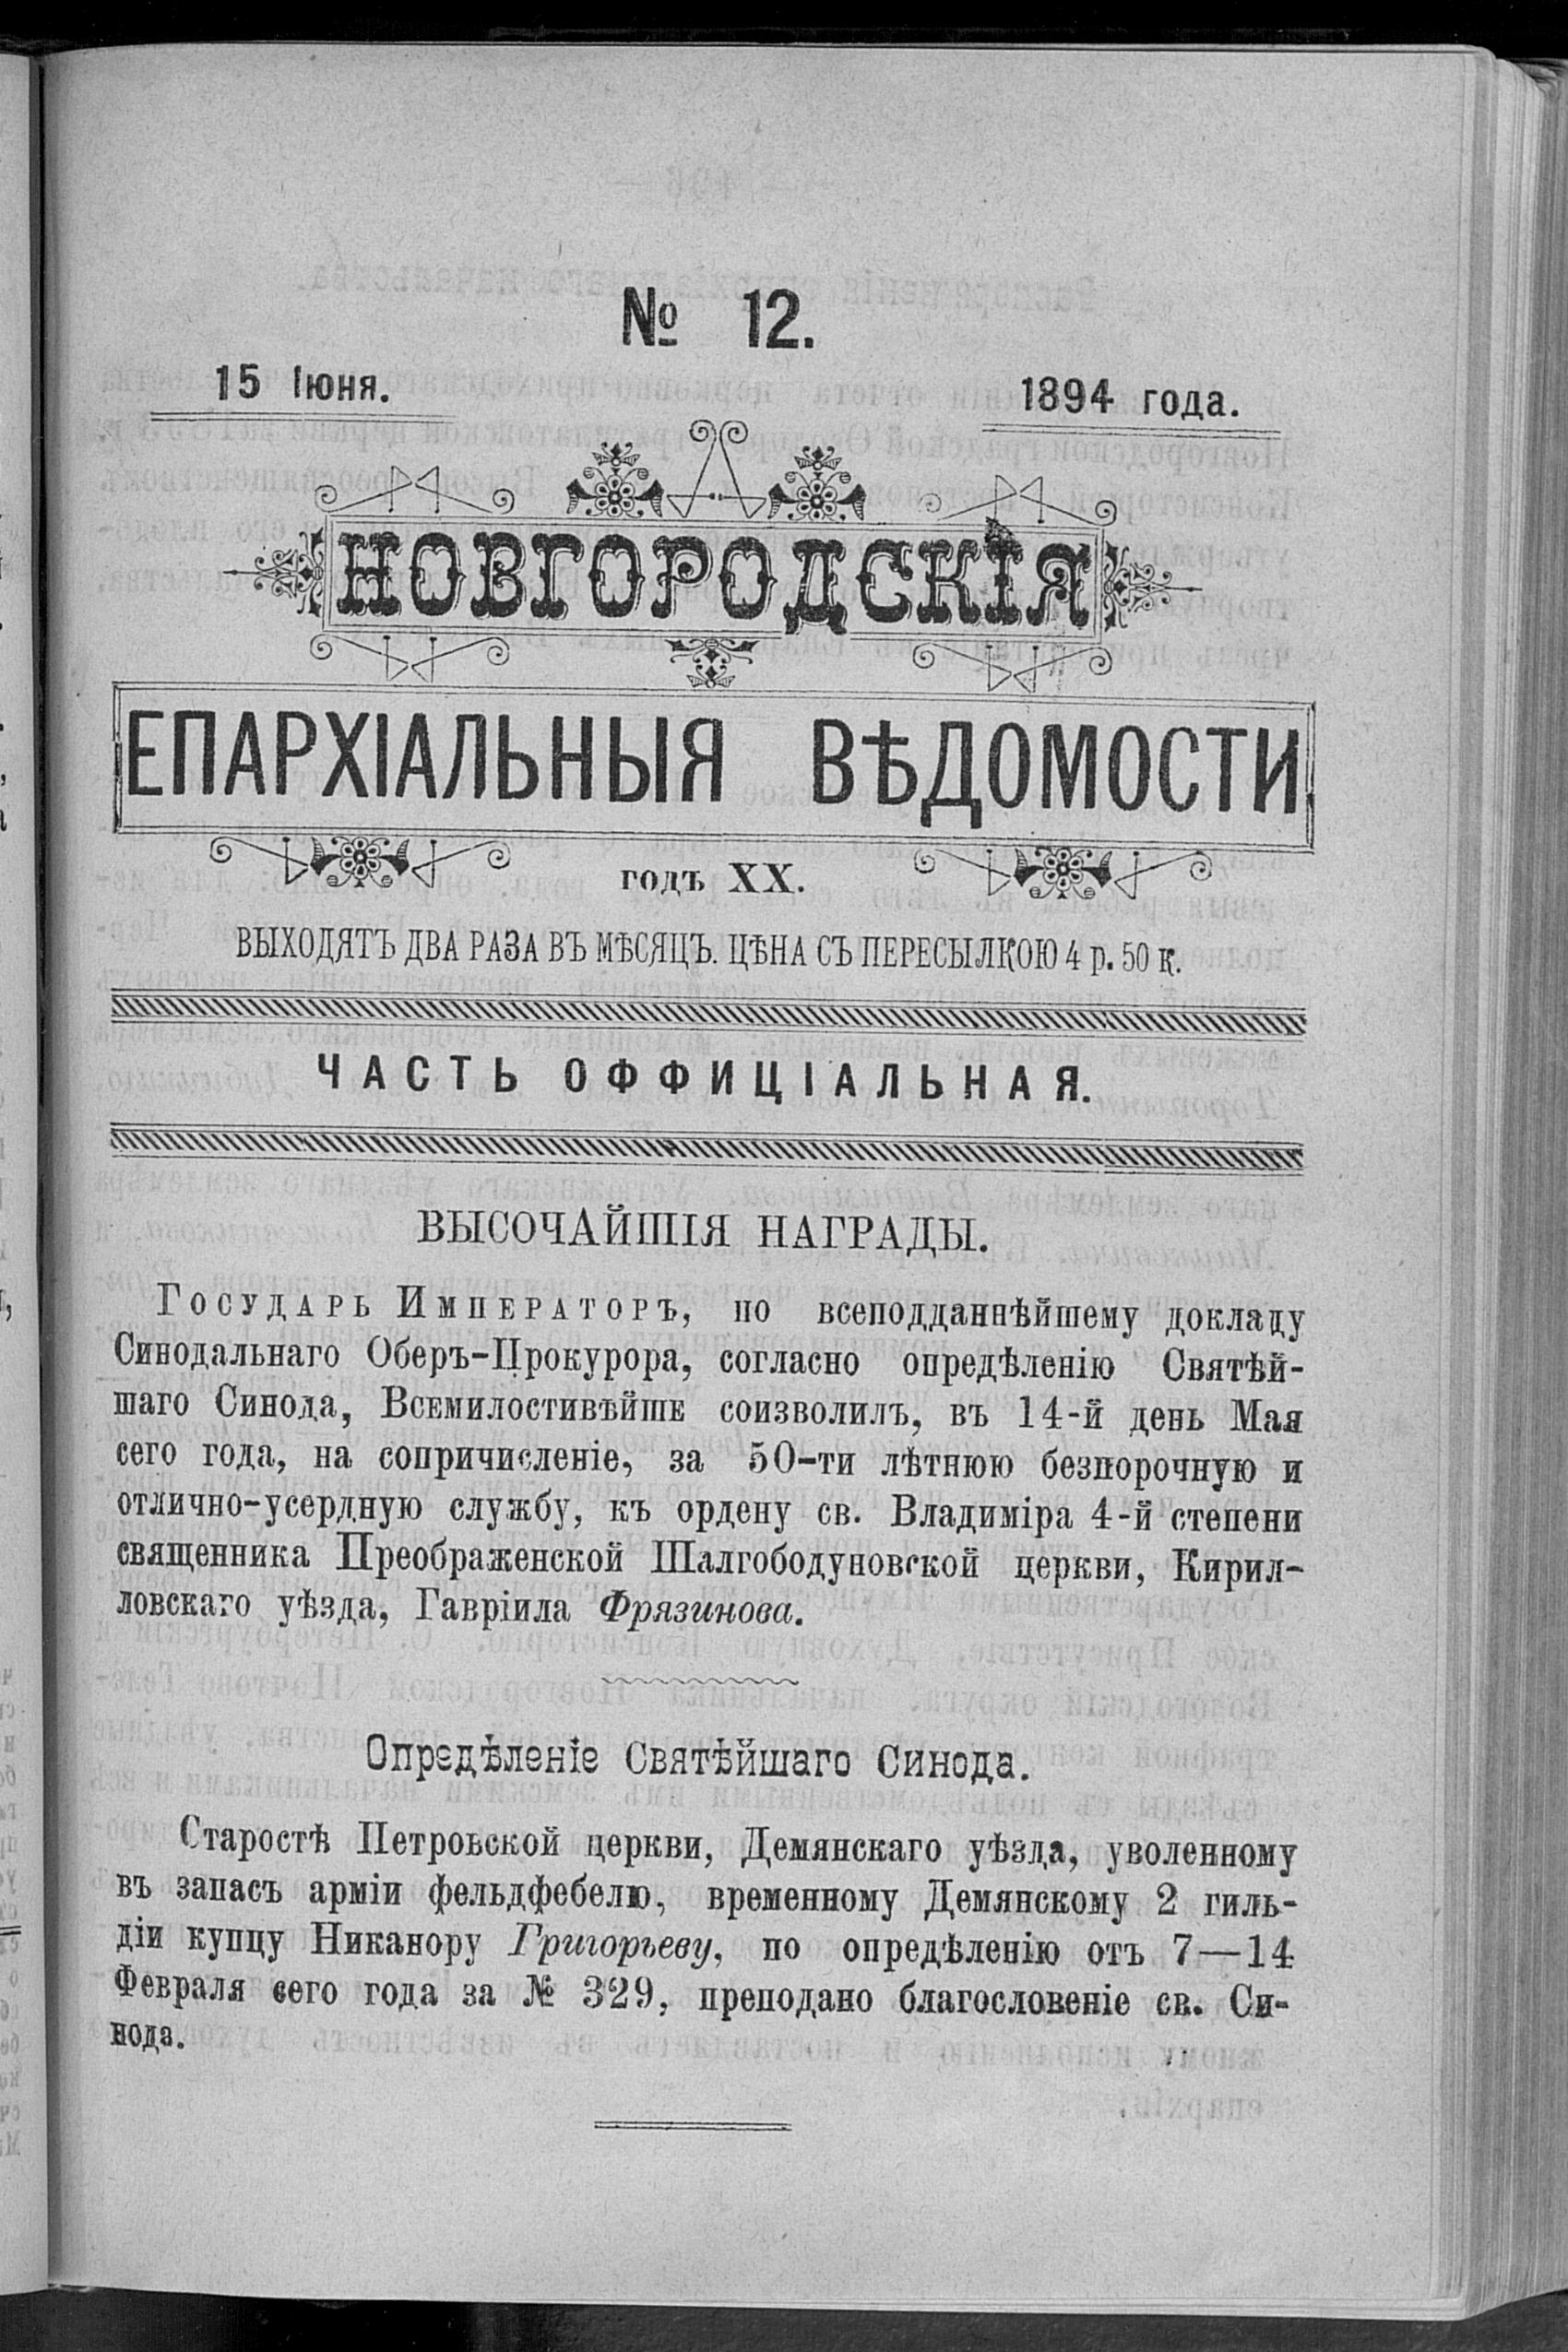 № 12.
15 Іюня.
1894 года.
НОВГОРОДСКІЯ
ЕПАРХІАЛЬНЫЯ ВѢДОМОСТИ.
годъ XX.
ВЫХОДЯТЪ ДВА РАЗА ВЪ МѢСЯЦЪ. ЦѢНА СЪ ПЕРЕСЫЛКОЮ 4 р. 50 к.
ЧАСТЬ ОФФИЦІАЛЬНАЯ.
ВЫСОЧАЙШІЯ НАГРАДЫ.
Государь Императоръ, по всеподданнѣйшему докладу
Синодальнаго Оберъ-Прокурора, согласно опредѣленію Святѣй-
шаго Синода, Всемилостивѣйше соизволилъ, въ 14-й день Мая
сего года, на сопричисленіе, за 50-ти лѣтнюю безпорочную и
отлично-усердную службу, къ ордену св. Владиміра 4-й степени
священника Преображенской Шалгободуновской церкви, Кирил-
ловскаго уѣзда, Гавріила Фрязинова.
Опредѣленіе Святѣйшаго Синода.
Старостѣ Петровской церкви, Демянскаго уѣзда, уволенному
въ запасъ арміи фельдфебелю, временному Демянскому 2 гиль-
діи купцу Никанору Григорьеву, по опредѣленію отъ 7—14
Февраля сего года за № 329, преподано благословеніе св. Си-
нода.